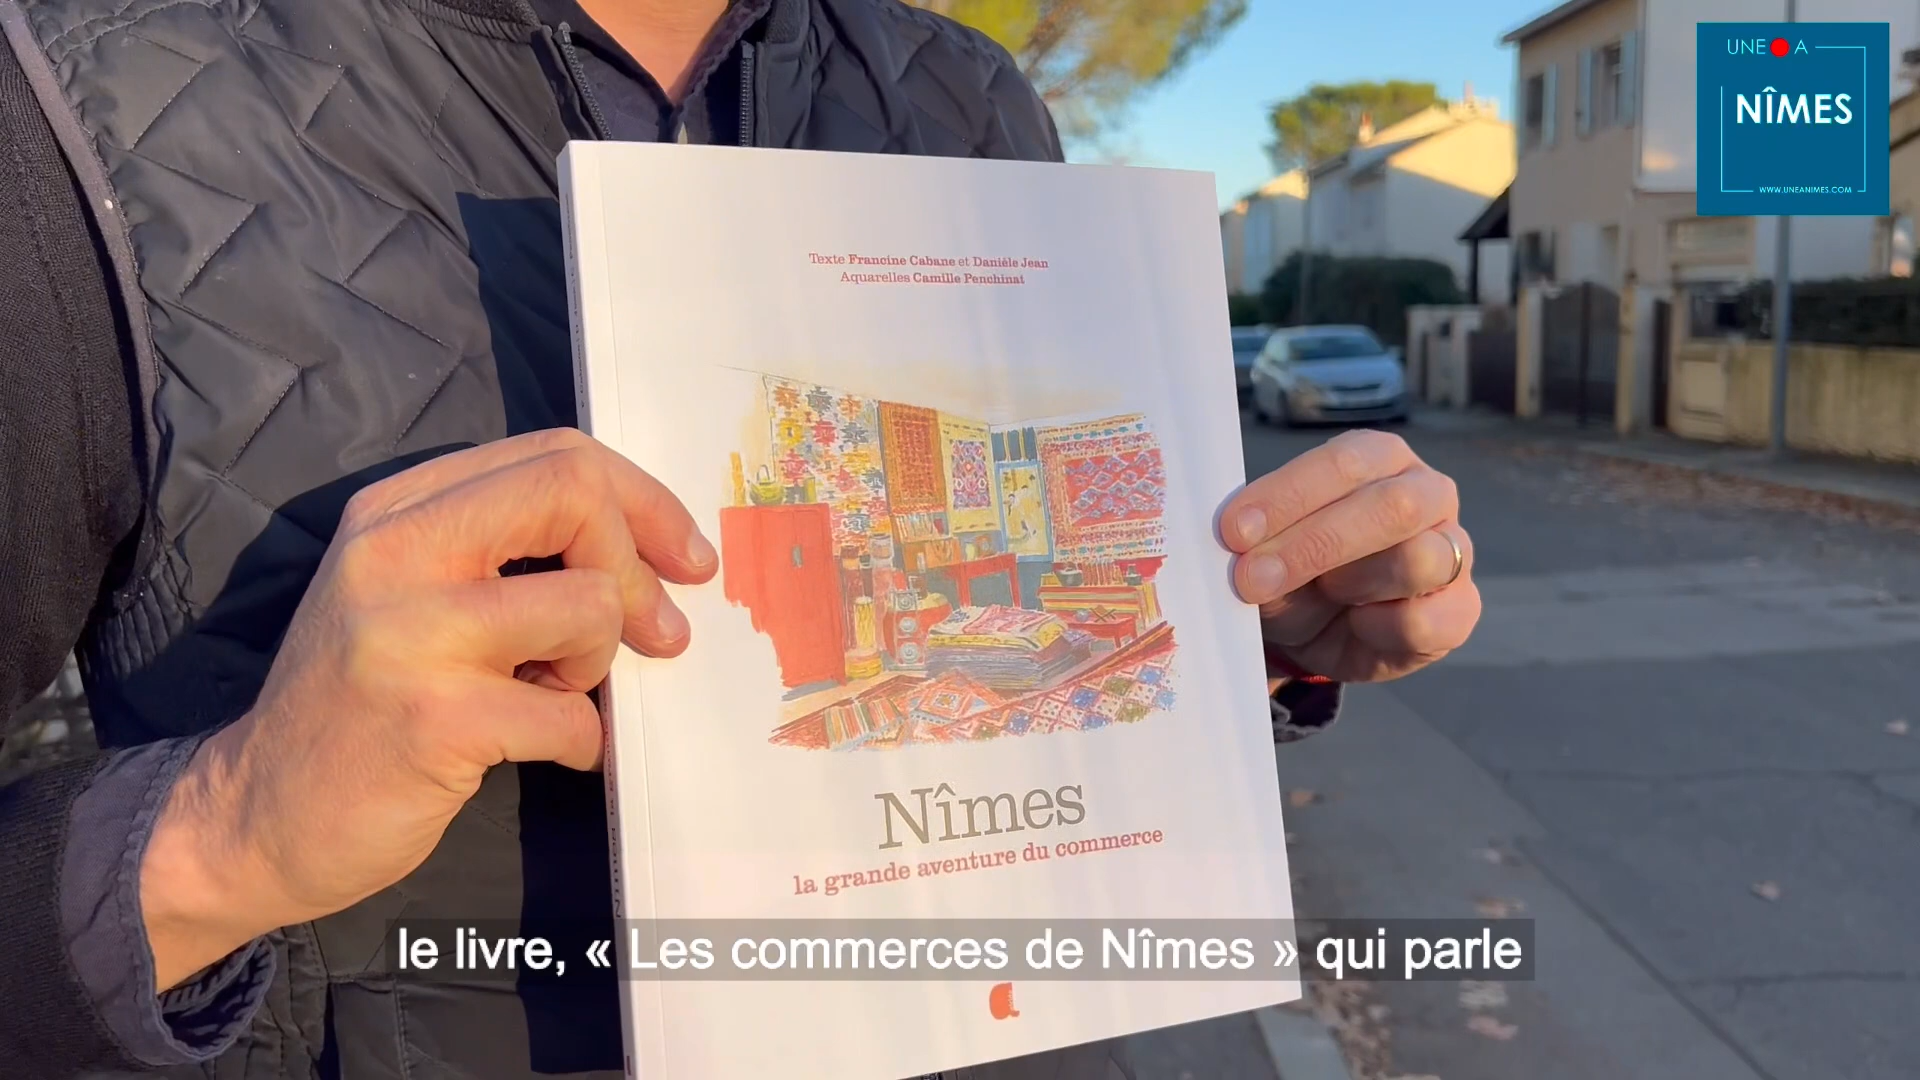 UNE A
NÎMES
WWW.UNEANIMES.COM
Texte Francine Cabane et Danièle Jean
Aquarelles Camille Penchinat
Nîmes
la grande aventure du commerce
le livre, « Les commerces de Nîmes » qui parle